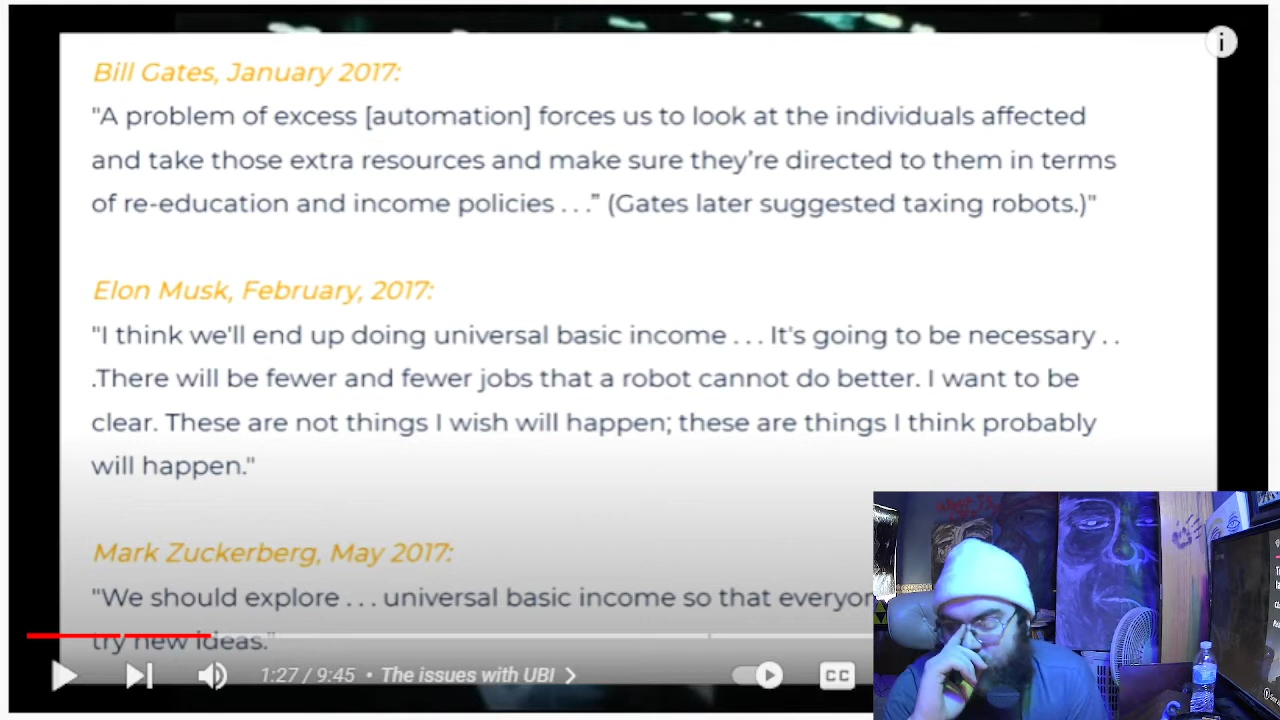 Bill Gates, January 2017:
"A problem of excess [automation] forces us to look at the individuals affected
and take those extra resources and make sure they’re directed to them in terms
of re-education and income policies . . .” (Gates later suggested taxing robots.)"
Elon Musk, February, 2017:
"I think we'll end up doing universal basic income . . . It's going to be necessary . .
.There will be fewer and fewer jobs that a robot cannot do better. I want to be
clear. These are not things I wish will happen; these are things I think probably
will happen."
Mark Zuckerberg, May 2017:
"We should explore . . . universal basic income so that everyon
try new ideas."
1:27 / 9:45 • The issues with UBI
CC